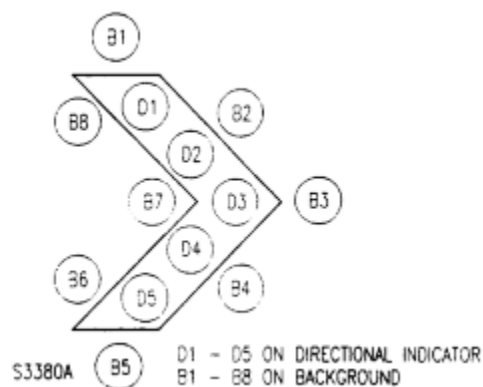 B1
D1
B8
B2
D2
B7
D3
B3
D4
B6
B4
D5
S3380A
B5
D1 - D5 ON DIRECTIONAL INDICATOR
B1 - B8 ON BACKGROUND